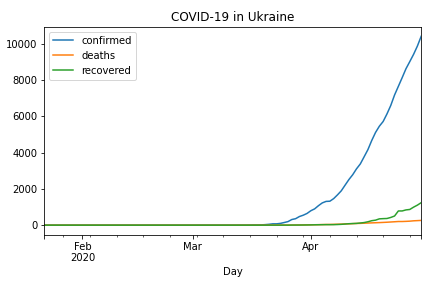 COVID-19 in Ukraine
confirmed
deaths
recovered
10000
8000
6000
4000
2000
0
Feb
2020
Mar
Apr
Day